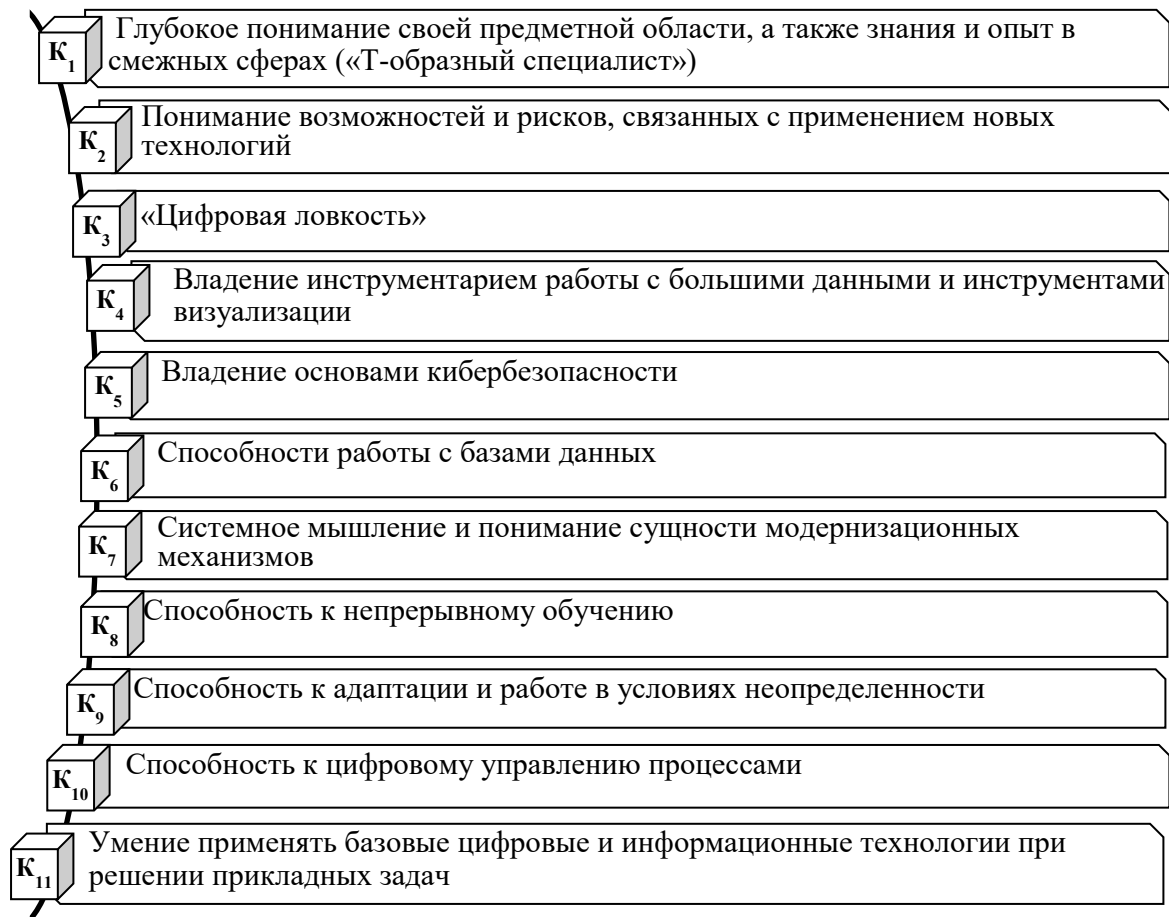 К1
Глубокое понимание своей предметной области, а также знания и опыт в
смежных сферах («Т-образный специалист»)
К2
Понимание возможностей и рисков, связанных с применением новых
технологий
К3
«Цифровая ловкость»
К4
Владение инструментарием работы с большими данными и инструментами
визуализации
К5
Владение основами кибербезопасности
К6
Способности работы с базами данных
К7
Системное мышление и понимание сущности модернизационных
механизмов
К8
Способность к непрерывному обучению
К9
Способность к адаптации и работе в условиях неопределенности
К10
Способность к цифровому управлению процессами
К11
Умение применять базовые цифровые и информационные технологии при
решении прикладных задач